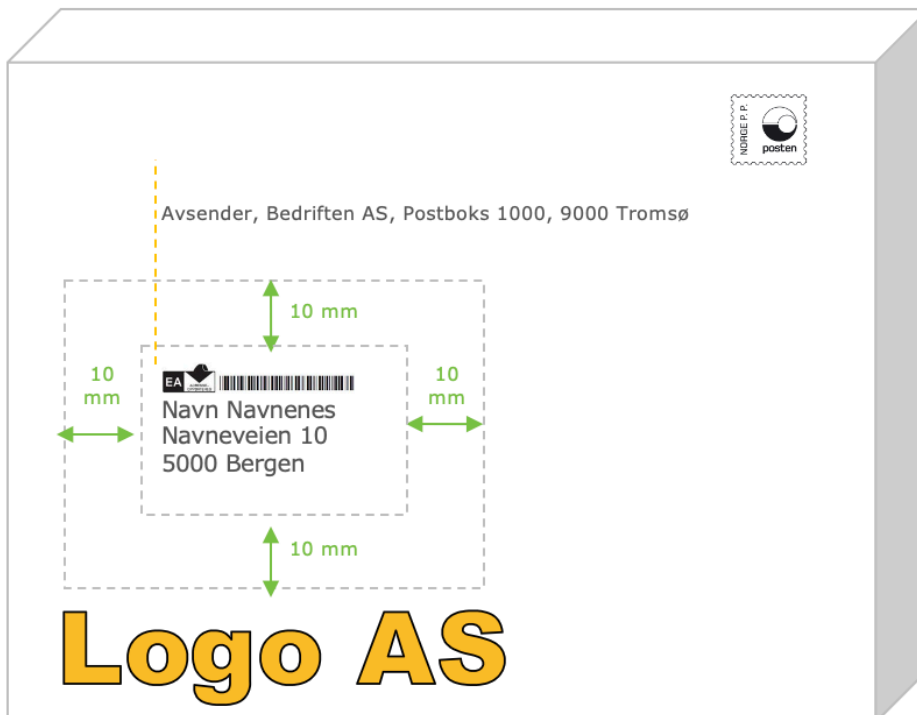 NORGE P. P.
posten
Avsender, Bedriften AS, Postboks 1000, 9000 Tromsø
10 mm
10
mm
10
mm
EA
Navn Navnenes
Navneveien 10
5000 Bergen
10 mm
Logo AS